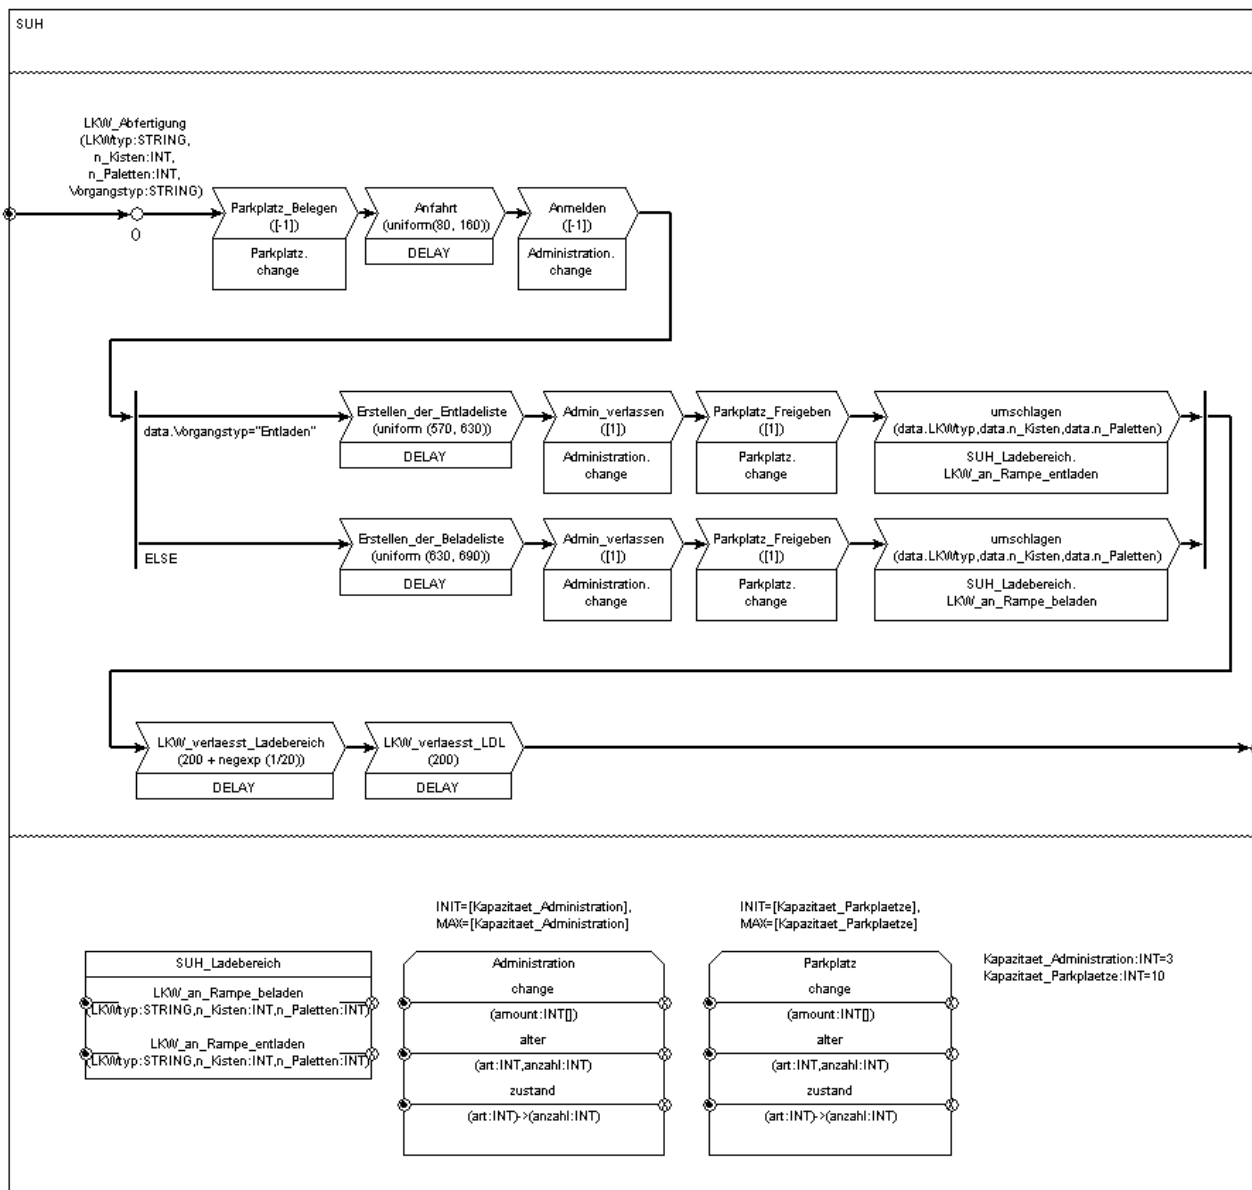 SUH
LKW_Abfertigung
(LKWtyp:STRING,
n_Kisten:INT,
n_Paletten:INT,
Vorgangstyp:STRING)
()
Parkplatz_Belegen
([-1])
Parkplatz.
change
Anfahrt
(uniform(80, 160))
DELAY
Anmelden
([-1])
Administration.
change
data.Vorgangstyp="Entladen"
Erstellen_der_Entladeliste
(uniform (570, 630))
DELAY
Admin_verlassen
([1])
Administration.
change
Parkplatz_Freigeben
([1])
Parkplatz.
change
umschlagen
(data.LKWtyp,data.n_Kisten,data.n_Paletten)
SUH_Ladebereich.
LKW_an_Rampe_entladen
ELSE
Erstellen_der_Beladeliste
(uniform (630, 690))
DELAY
Admin_verlassen
([1])
Administration.
change
Parkplatz_Freigeben
([1])
Parkplatz.
change
umschlagen
(data.LKWtyp,data.n_Kisten,data.n_Paletten)
SUH_Ladebereich.
LKW_an_Rampe_beladen
LKW_verlaesst_Ladebereich
(200 + negexp (1/20))
DELAY
LKW_verlaesst_LDL
(200)
DELAY
SUH_Ladebereich
LKW_an_Rampe_beladen
(LKWtyp:STRING,n_Kisten:INT,n_Paletten:INT)
LKW_an_Rampe_entladen
(LKWtyp:STRING,n_Kisten:INT,n_Paletten:INT)
INIT=[Kapazitaet_Administration],
MAX=[Kapazitaet_Administration]
Administration
change
(amount:INT[])
alter
(art:INT,anzahl:INT)
zustand
(art:INT)->(anzahl:INT)
INIT=[Kapazitaet_Parkplaetze],
MAX=[Kapazitaet_Parkplaetze]
Parkplatz
change
(amount:INT[])
alter
(art:INT,anzahl:INT)
zustand
(art:INT)->(anzahl:INT)
Kapazitaet_Administration:INT=3
Kapazitaet_Parkplaetze:INT=10